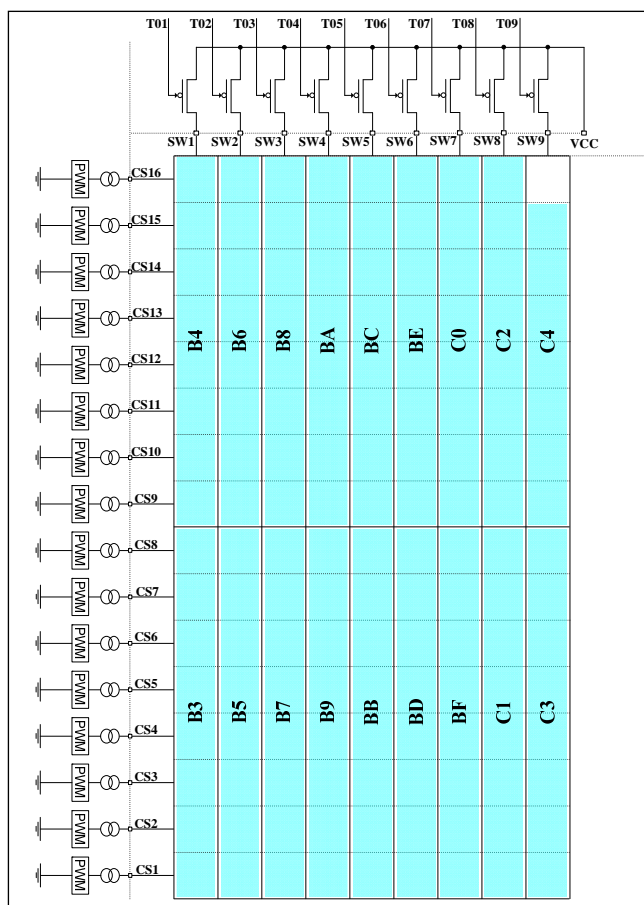 T01 T02 T03 T04 T05 T06 T07 T08 T09
SW1 SW2 SW3 SW4 SW5 SW6 SW7 SW8 SW9 VCC
PWM CS16
PWM CS15
PWM CS14
PWM CS13
B4 B6 B8 BA BC BE C0 C2 C4
PWM CS12
PWM CS11
PWM CS10
PWM CS9
PWM CS8
PWM CS7
PWM CS6
PWM CS5
B3 B5 B7 B9 BB BD BF C1 C3
PWM CS4
PWM CS3
PWM CS2
PWM CS1